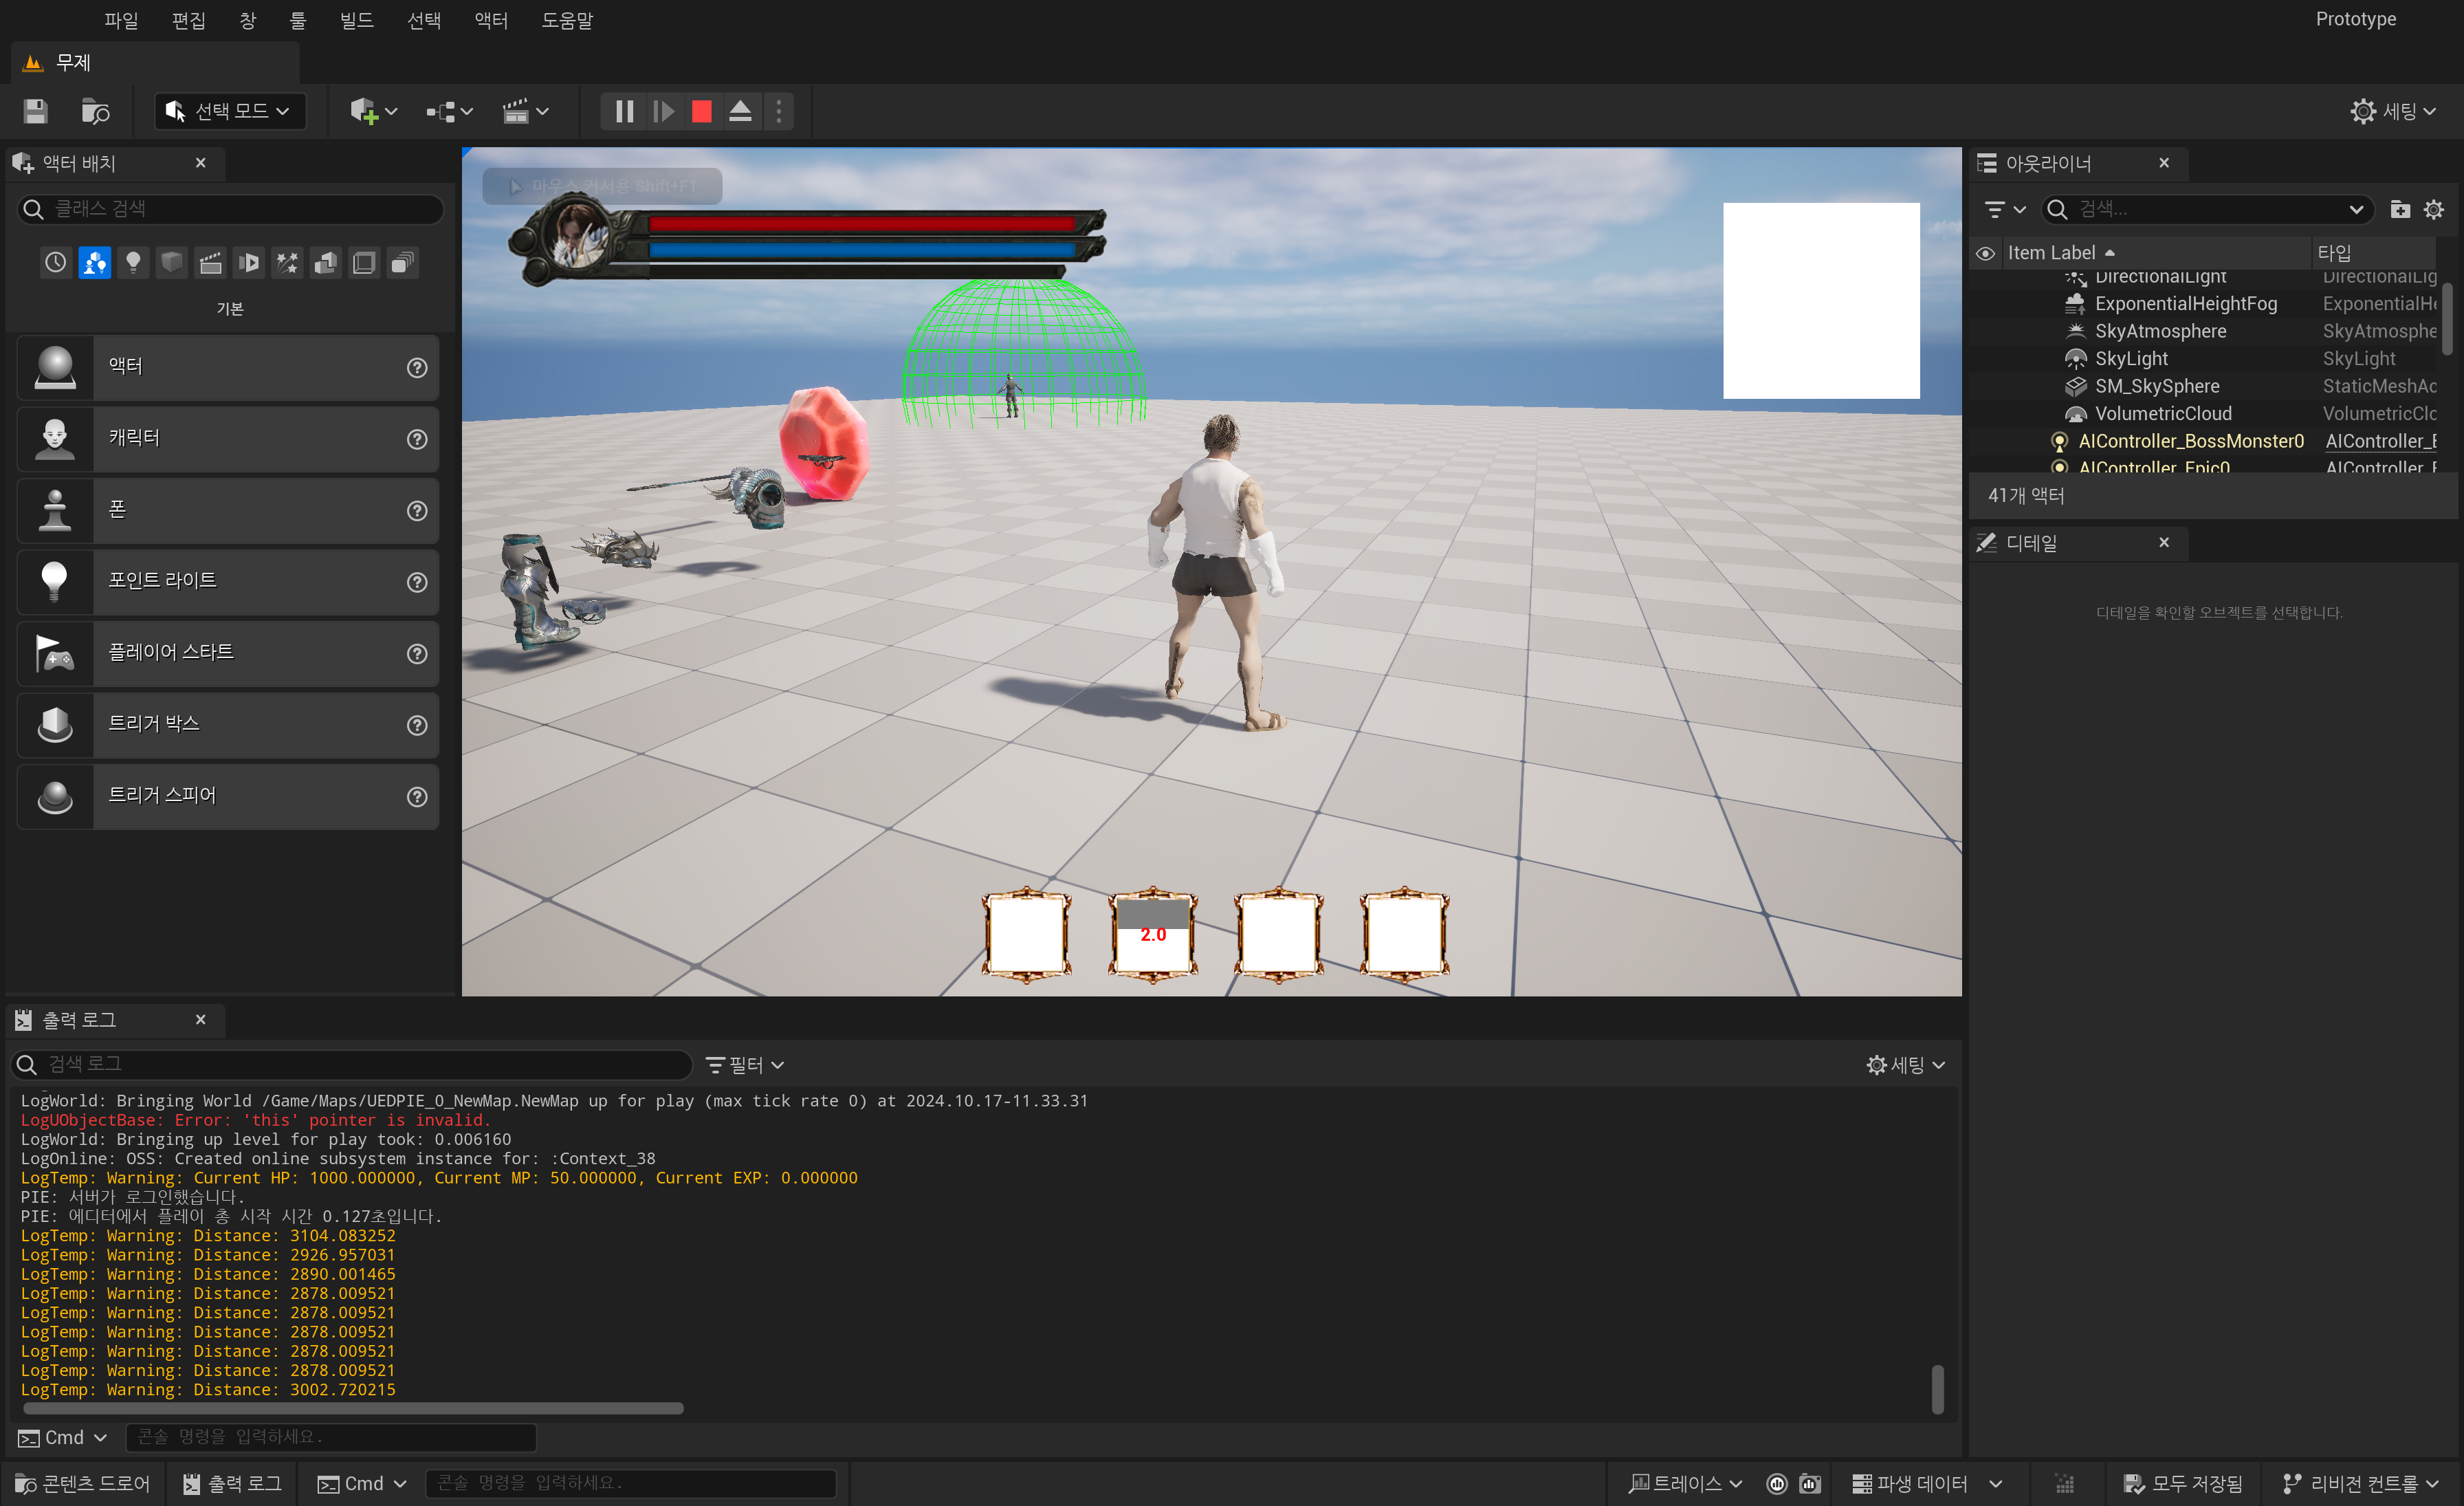 파일 편집 창 툴 빌드 선택 액터 도움말
Prototype
무제
선택 모드
세팅
액터 배치
클래스 검색
기본
액터
캐릭터
폰
포인트 라이트
플레이어 스타트
트리거 박스
트리거 스피어
마우스 커서용 Shift+F1
2.0
아웃라이너
검색...
Item Label 타입
DirectionalLight DirectionalLig
ExponentialHeightFog ExponentialHe
SkyAtmosphere SkyAtmosphe
SkyLight SkyLight
SM_SkySphere StaticMeshAc
VolumetricCloud VolumetricClo
AIController_BossMonster0 AIController_E
AIController_Epic0 AIController_E
41개 액터
디테일
디테일을 확인할 오브젝트를 선택합니다.
출력 로그
검색 로그
필터
세팅
LogWorld: Bringing World /Game/Maps/UEDPIE_0_NewMap.NewMap up for play (max tick rate 0) at 2024.10.17-11.33.31
LogUObjectBase: Error: 'this' pointer is invalid.
LogWorld: Bringing up level for play took: 0.006160
LogOnline: OSS: Created online subsystem instance for: :Context_38
LogTemp: Warning: Current HP: 1000.000000, Current MP: 50.000000, Current EXP: 0.000000
PIE: 서버가 로그인했습니다.
PIE: 에디터에서 플레이 총 시작 시간 0.127초입니다.
LogTemp: Warning: Distance: 3104.083252
LogTemp: Warning: Distance: 2926.957031
LogTemp: Warning: Distance: 2890.001465
LogTemp: Warning: Distance: 2878.009521
LogTemp: Warning: Distance: 2878.009521
LogTemp: Warning: Distance: 2878.009521
LogTemp: Warning: Distance: 2878.009521
LogTemp: Warning: Distance: 2878.009521
LogTemp: Warning: Distance: 3002.720215
Cmd 콘솔 명령을 입력하세요.
콘텐츠 드로어 출력 로그 Cmd 콘솔 명령을 입력하세요. 트레이스 파생 데이터 모두 저장됨 리비전 컨트롤